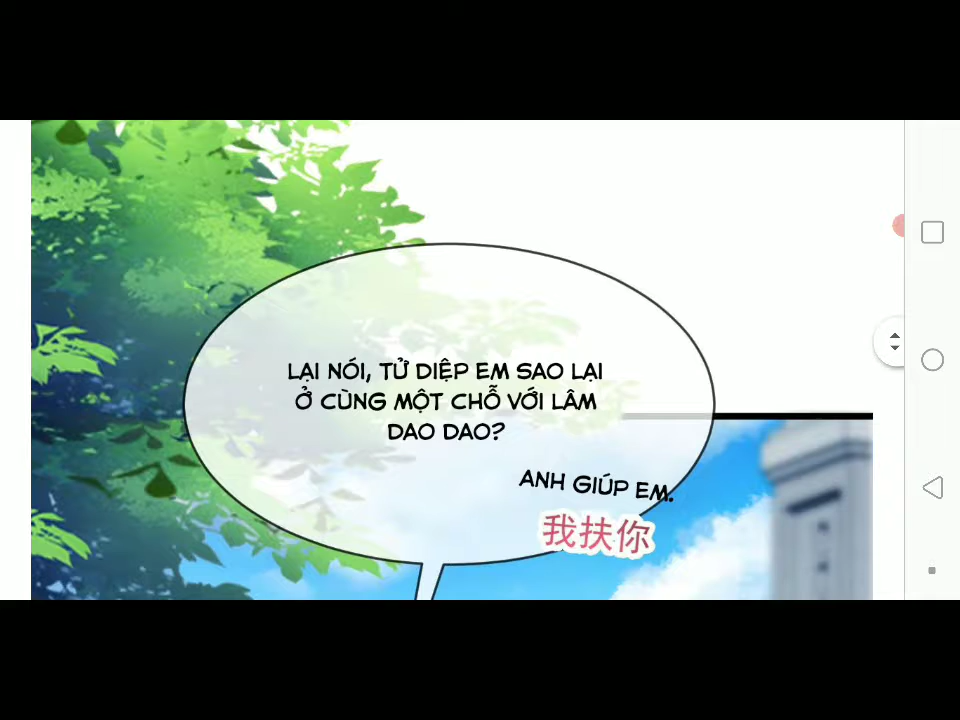 LẠI NÓI, TỬ DIỆP EM SAO LẠI
Ở CÙNG MỘT CHỖ VỚI LÂM
DAO DAO?
ANH GIÚP EM.
我扶你